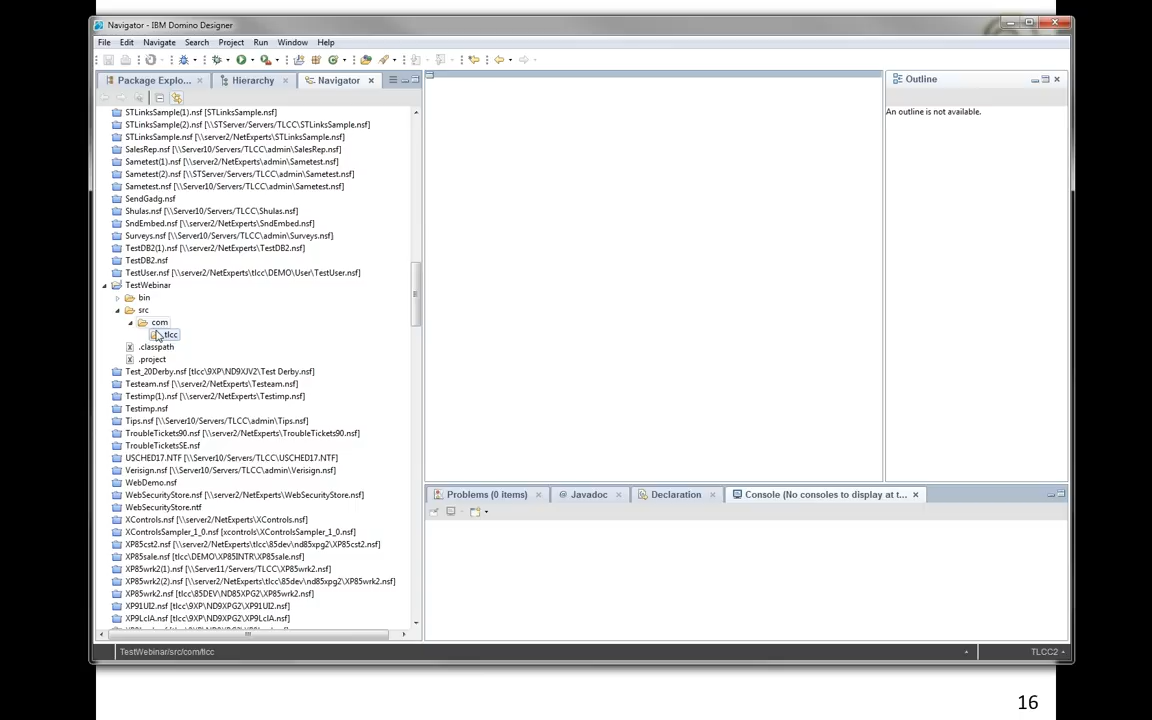 Navigator - IBM Domino Designer
File Edit Navigate Search Project Run Window Help
Package Explo... Hierarchy Navigator
Outline
An outline is not available.
STLinksSample(1).nsf [STLinksSample.nsf]
STLinksSample(2).nsf [\\STServer/Servers/TLCC\STLinksSample.nsf]
STLinksSample.nsf [\\server2/NetExperts\STLinksSample.nsf]
SalesRep.nsf [\\Server10/Servers/TLCC\admin\SalesRep.nsf]
Sametest(1).nsf [\\server2/NetExperts\admin\Sametest.nsf]
Sametest(2).nsf [\\STServer/Servers/TLCC\admin\Sametest.nsf]
Sametest.nsf [\\Server10/Servers/TLCC\admin\Sametest.nsf]
SendGadg.nsf
Shulas.nsf [\\Server10/Servers/TLCC\Shulas.nsf]
SndEmbed.nsf [\\server2/NetExperts\SndEmbed.nsf]
Surveys.nsf [\\Server10/Servers/TLCC\admin\Surveys.nsf]
TestDB2(1).nsf [\\server2/NetExperts\TestDB2.nsf]
TestDB2.nsf
TestUser.nsf [\\server2/NetExperts\tlcc\DEMO\User\TestUser.nsf]
TestWebinar
bin
src
com
tlcc
.classpath
.project
Test_20Derby.nsf [tlcc\9XP\ND9XJV2\Test Derby.nsf]
Testeam.nsf [\\server2/NetExperts\Testeam.nsf]
Testimp(1).nsf [\\server2/NetExperts\Testimp.nsf]
Testimp.nsf
Tips.nsf [\\Server10/Servers/TLCC\admin\Tips.nsf]
TroubleTickets90.nsf [\\server2/NetExperts\TroubleTickets90.nsf]
TroubleTicketsSE.nsf
USCHED17.NTF [\\Server10/Servers/TLCC\USCHED17.NTF]
Verisign.nsf [\\Server10/Servers/TLCC\admin\Verisign.nsf]
WebDemo.nsf
WebSecurityStore.nsf [\\server2/NetExperts\WebSecurityStore.nsf]
WebSecurityStore.ntf
XControls.nsf [\\server2/NetExperts\XControls.nsf]
XControlsSampler_1_0.nsf [xcontrols\XControlsSampler_1_0.nsf]
XP85cst2.nsf [\\server2/NetExperts\tlcc\85dev\nd85xpg2\XP85cst2.nsf]
XP85sale.nsf [tlcc\DEMO\XP85INTR\XP85sale.nsf]
XP85wrk2(1).nsf [\\Server11/Servers/TLCC\XP85wrk2.nsf]
XP85wrk2(2).nsf [\\server2/NetExperts\tlcc\85dev\nd85xpg2\XP85wrk2.nsf]
XP85wrk2.nsf [tlcc\85DEV\ND85XPG2\XP85wrk2.nsf]
XP91UI2.nsf [tlcc\9XP\ND9XPG2\XP91UI2.nsf]
XP9LclA.nsf [tlcc\9XP\ND9XPG2\XP9LclA.nsf]
Problems (0 items) @ Javadoc Declaration Console (No consoles to display at t...
TestWebinar/src/com/tlcc
TLCC2
16